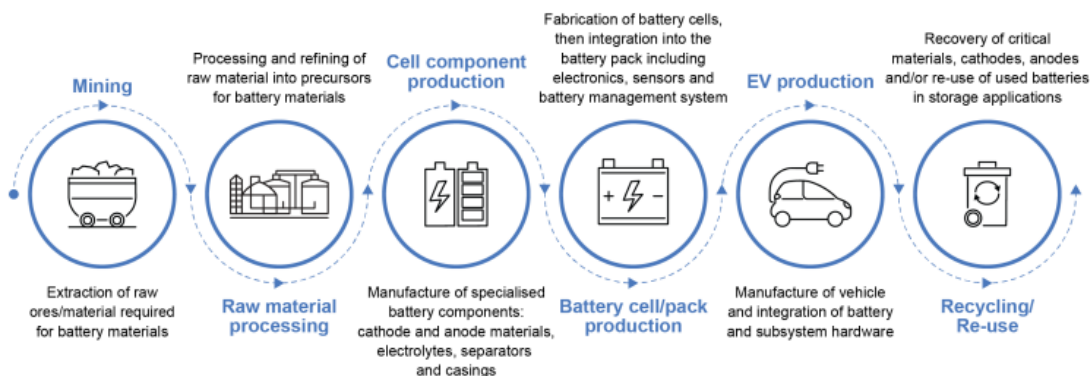 Mining
Extraction of raw
ores/material required
for battery materials
Processing and refining of
raw material into precursors
for battery materials
Raw material
processing
Cell component
production
Manufacture of specialised
battery components:
cathode and anode materials,
electrolytes, separators
and casings
Fabrication of battery cells,
then integration into the
battery pack including
electronics, sensors and
battery management system
Battery cell/pack
production
EV production
Manufacture of vehicle
and integration of battery
and subsystem hardware
Recovery of critical
materials, cathodes, anodes
and/or re-use of used batteries
in storage applications
Recycling/
Re-use